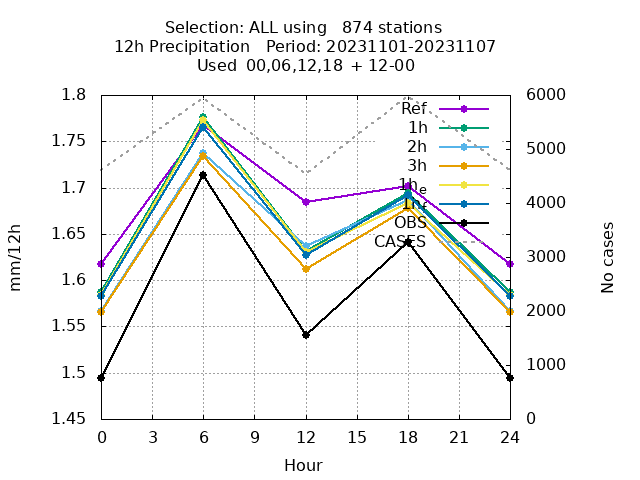 Selection: ALL using   874 stations
12h Precipitation   Period: 20231101-20231107
Used  00,06,12,18  + 12-00
1.8
1.75
1.7
1.65
1.6
1.55
1.5
1.45
mm/12h
6000
5000
4000
3000
2000
1000
0
No cases
Ref
1h
2h
3h
1h e
1h f
OBS
CASES
0 3 6 9 12 15 18 21 24
Hour